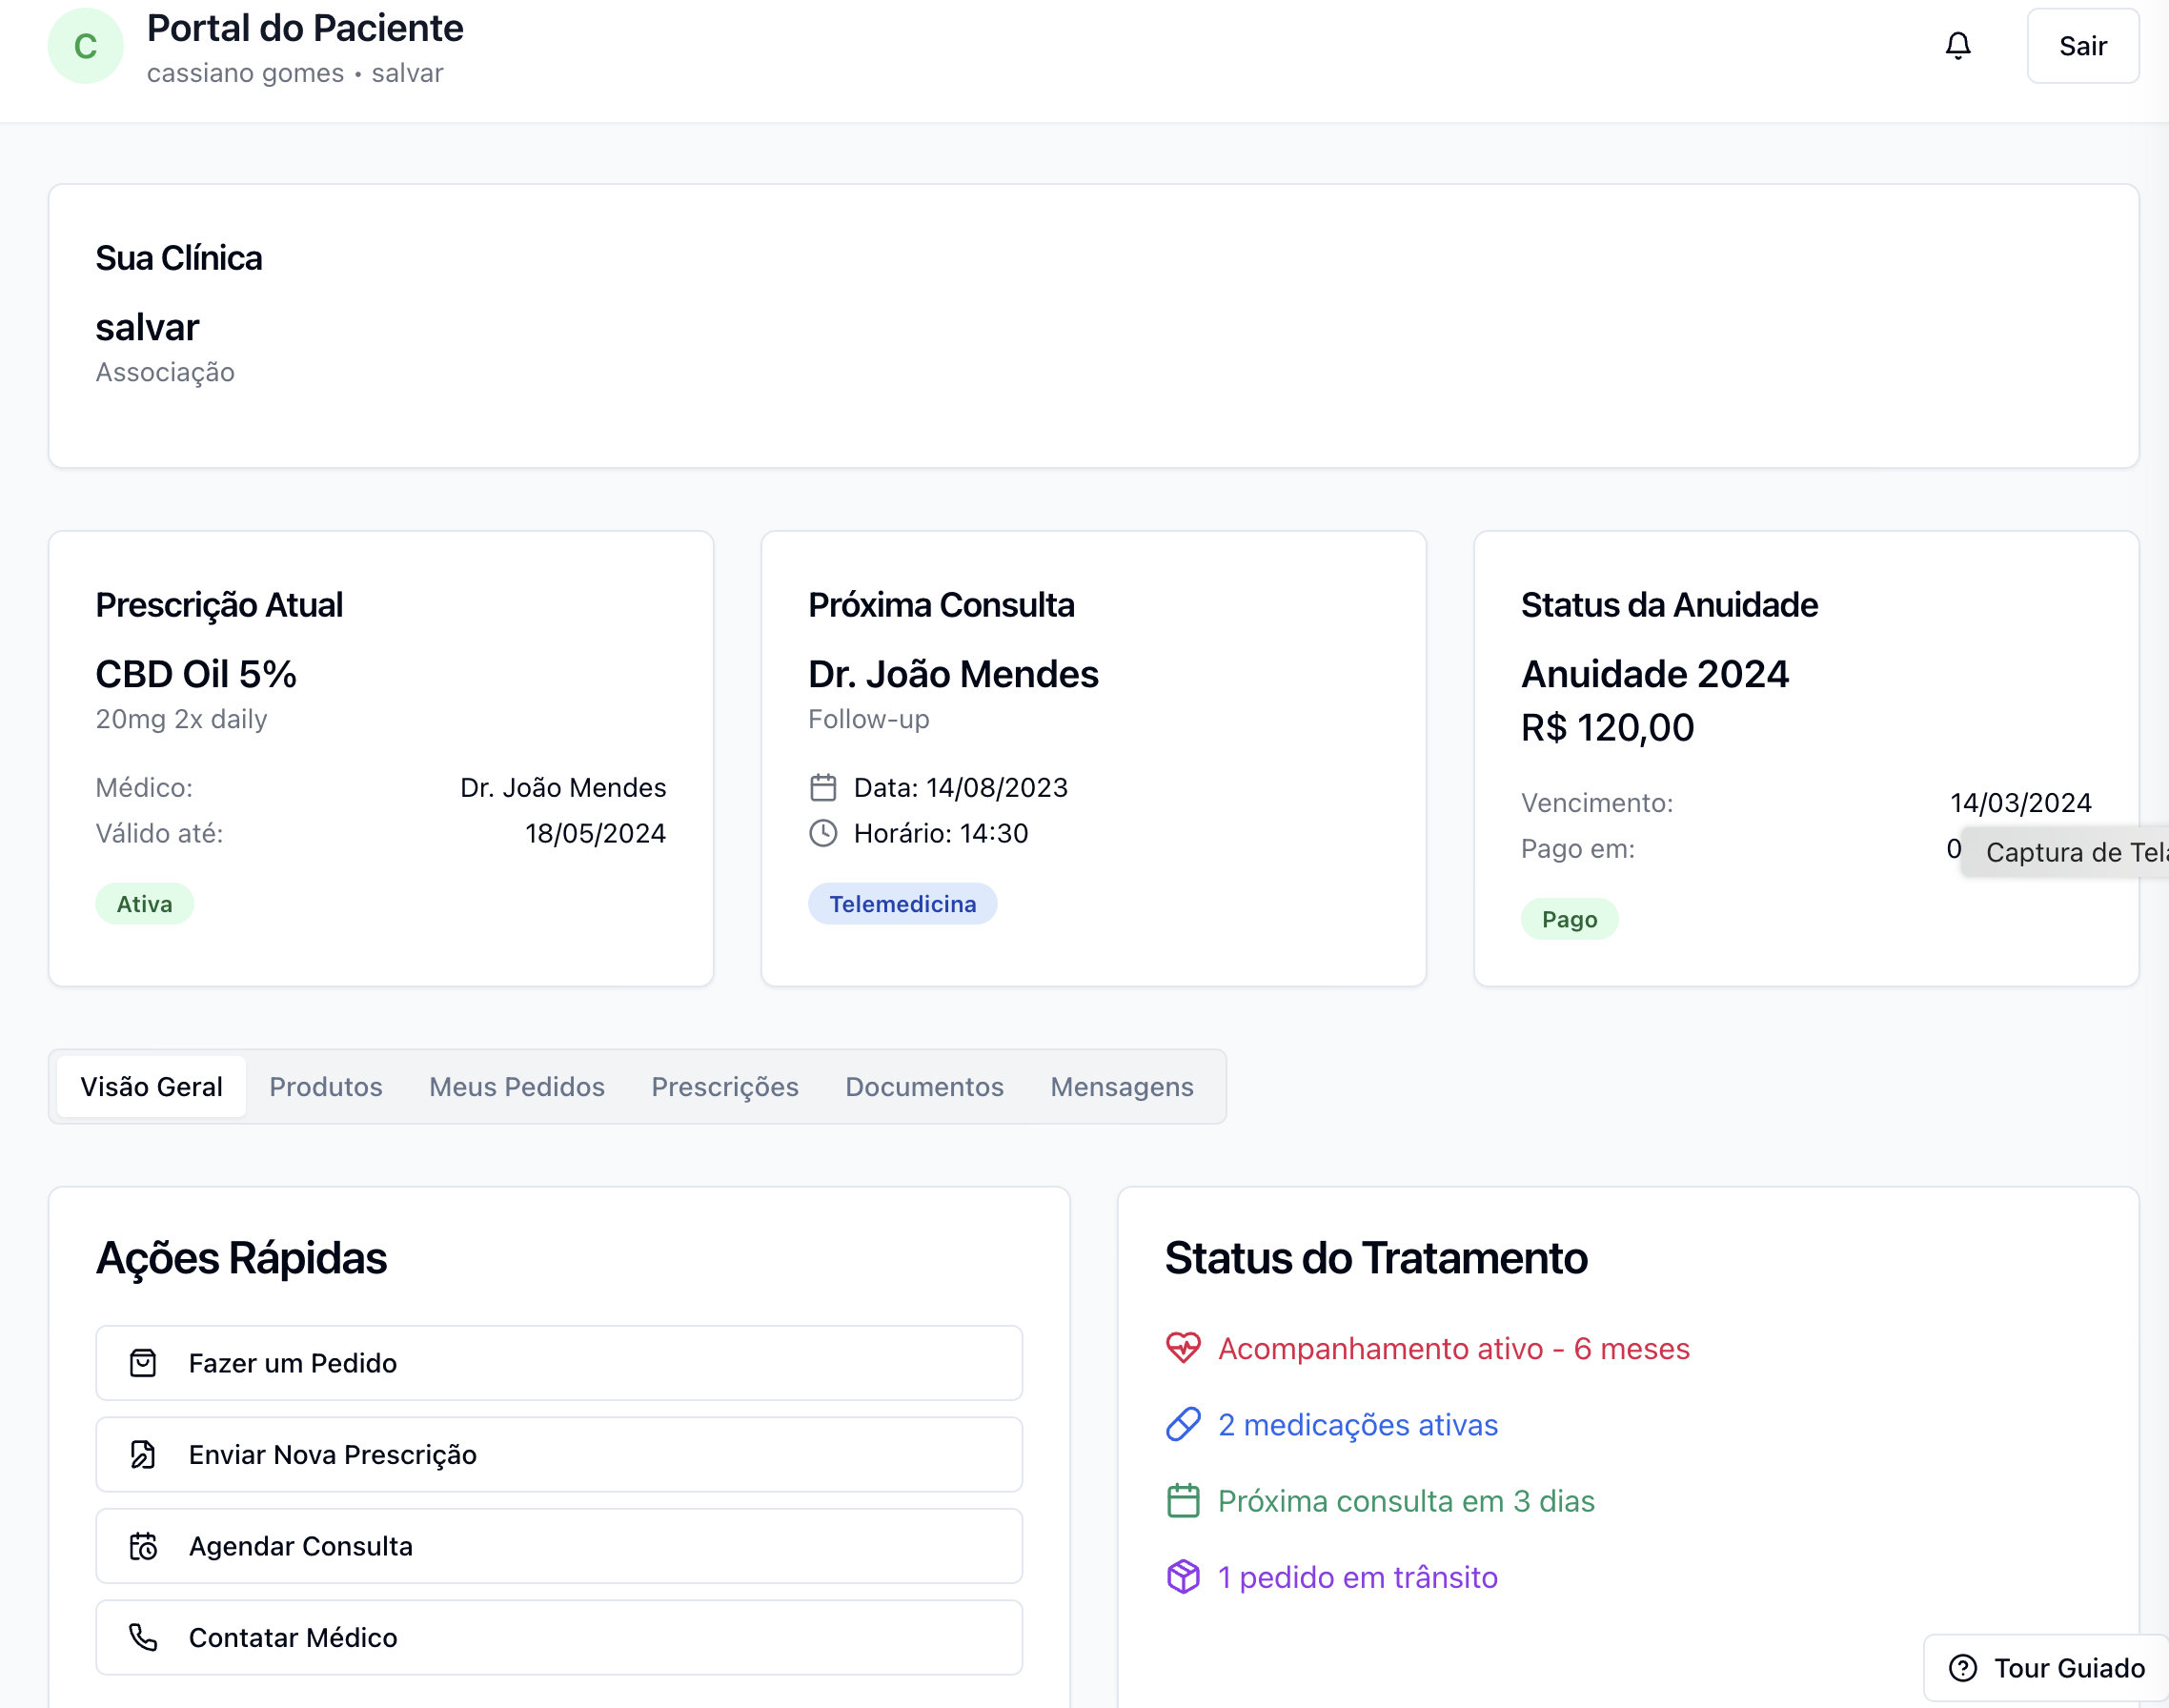 C
Portal do Paciente
cassiano gomes • salvar
Sair
Sua Clínica
salvar
Associação
Prescrição Atual
CBD Oil 5%
20mg 2x daily
Médico: Dr. João Mendes
Válido até: 18/05/2024
Ativa
Próxima Consulta
Dr. João Mendes
Follow-up
Data: 14/08/2023
Horário: 14:30
Telemedicina
Status da Anuidade
Anuidade 2024
R$ 120,00
Vencimento: 14/03/2024
Pago em: 0
Captura de
Pago
Visão Geral Produtos Meus Pedidos Prescrições Documentos Mensagens
Ações Rápidas
Fazer um Pedido
Enviar Nova Prescrição
Agendar Consulta
Contatar Médico
Status do Tratamento
Acompanhamento ativo - 6 meses
2 medicações ativas
Próxima consulta em 3 dias
1 pedido em trânsito
Tour Guiado